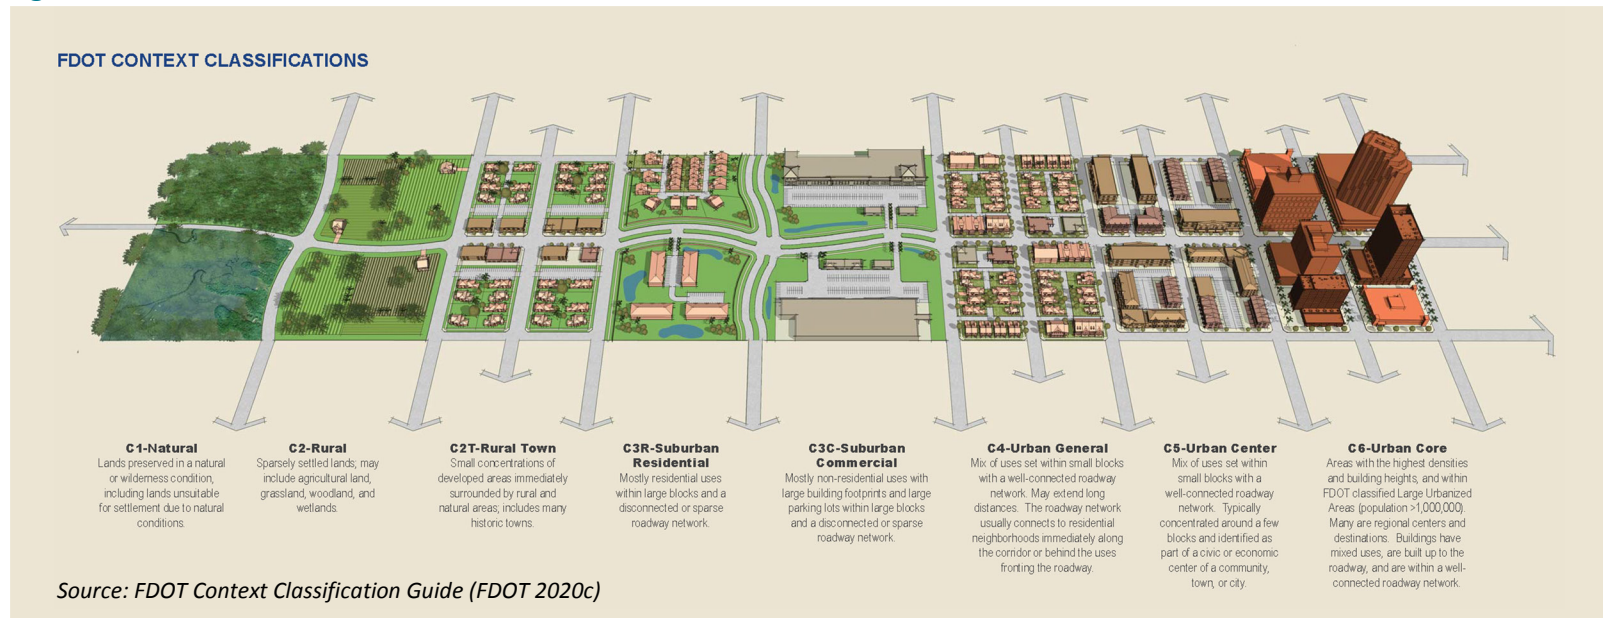 FDOT CONTEXT CLASSIFICATIONS
C1-Natural
Lands preserved in a natural
or wilderness condition,
including lands unsuitable
for settlement due to natural
conditions.
C2-Rural
Sparsely settled lands; may
include agricultural land,
grassland, woodland, and
wetlands.
C2T-Rural Town
Small concentrations of
developed areas immediately
surrounded by rural and
natural areas; includes many
historic towns.
C3R-Suburban
Residential
Mostly residential uses
within large blocks and a
disconnected or sparse
roadway network.
C3C-Suburban
Commercial
Mostly non-residential uses with
large building footprints and large
parking lots within large blocks
and a disconnected or sparse
roadway network.
C4-Urban General
Mix of uses set within small blocks
with a well-connected roadway
network. May extend long
distances. The roadway network
usually connects to residential
neighborhoods immediately along
the corridor or behind the uses
fronting the roadway.
C5-Urban Center
Mix of uses set within
small blocks with a
well-connected roadway
network. Typically
concentrated around a few
blocks and identified as
part of a civic or economic
center of a community,
town, or city.
C6-Urban Core
Areas with the highest densities
and building heights, and within
FDOT classified Large Urbanized
Areas (population >1,000,000).
Many are regional centers and
destinations. Buildings have
mixed uses, are built up to the
roadway, and are within a well-
connected roadway network.
Source: FDOT Context Classification Guide (FDOT 2020c)